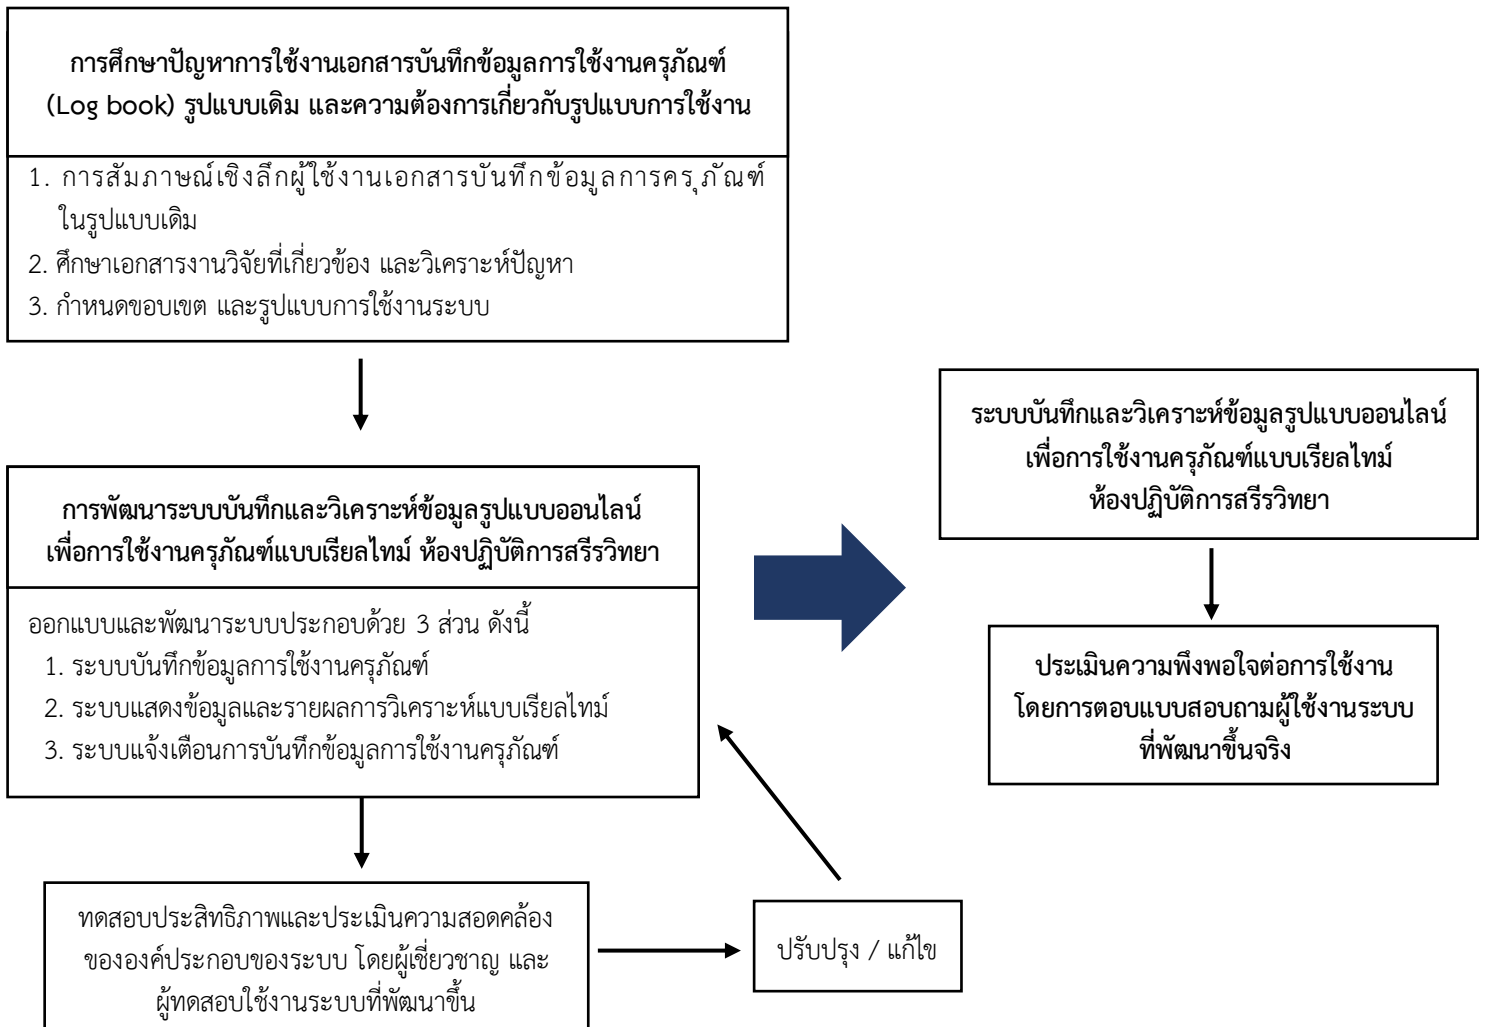 การศึกษาปัญหาการใช้งานเอกสารบันทึกข้อมูลการใช้งานครุภัณฑ์
(Log book) รูปแบบเดิม และความต้องการเกี่ยวกับรูปแบบการใช้งาน
1. การสัมภาษณ์เชิงลึกผู้ใช้งานเอกสารบันทึกข้อมูลการครุภัณฑ์
ในรูปแบบเดิม
2. ศึกษาเอกสารงานวิจัยที่เกี่ยวข้อง และวิเคราะห์ปัญหา
3. กำหนดขอบเขต และรูปแบบการใช้งานระบบ
การพัฒนาระบบบันทึกและวิเคราะห์ข้อมูลรูปแบบออนไลน์
เพื่อการใช้งานครุภัณฑ์แบบเรียลไทม์ ห้องปฏิบัติการสรีรวิทยา
ออกแบบและพัฒนาระบบประกอบด้วย 3 ส่วน ดังนี้
1. ระบบบันทึกข้อมูลการใช้งานครุภัณฑ์
2. ระบบแสดงข้อมูลและรายผลการวิเคราะห์แบบเรียลไทม์
3. ระบบแจ้งเตือนการบันทึกข้อมูลการใช้งานครุภัณฑ์
ทดสอบประสิทธิภาพและประเมินความสอดคล้อง
ขององค์ประกอบของระบบ โดยผู้เชี่ยวชาญ และ
ผู้ทดสอบใช้งานระบบที่พัฒนาขึ้น
ปรับปรุง / แก้ไข
ระบบบันทึกและวิเคราะห์ข้อมูลรูปแบบออนไลน์
เพื่อการใช้งานครุภัณฑ์แบบเรียลไทม์
ห้องปฏิบัติการสรีรวิทยา
ประเมินความพึงพอใจต่อการใช้งาน
โดยการตอบแบบสอบถามผู้ใช้งานระบบ
ที่พัฒนาขึ้นจริง